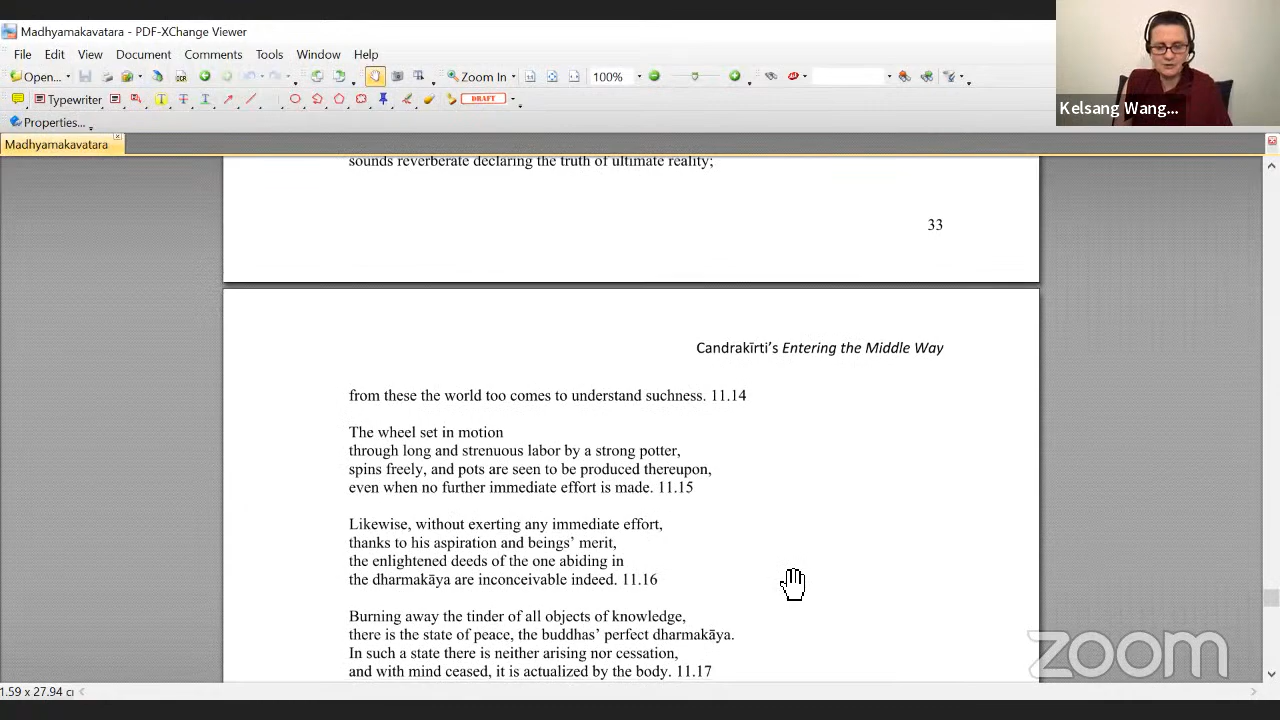 Madhyamakavatara - PDF-XChange Viewer
File Edit View Document Comments Tools Window Help
Open... OCR Zoom In 100%
Typewriter DRAFT
Properties...
Madhyamakavatara
Kelsang Wang...
sounds reverberate declaring the truth of ultimate reality;
33
Candrakīrti's Entering the Middle Way
from these the world too comes to understand suchness. 11.14
The wheel set in motion
through long and strenuous labor by a strong potter,
spins freely, and pots are seen to be produced thereupon,
even when no further immediate effort is made. 11.15
Likewise, without exerting any immediate effort,
thanks to his aspiration and beings' merit,
the enlightened deeds of the one abiding in
the dharmakāya are inconceivable indeed. 11.16
Burning away the tinder of all objects of knowledge,
there is the state of peace, the buddhas' perfect dharmakāya.
In such a state there is neither arising nor cessation,
and with mind ceased, it is actualized by the body. 11.17
zoom
1.59 x 27.94 c